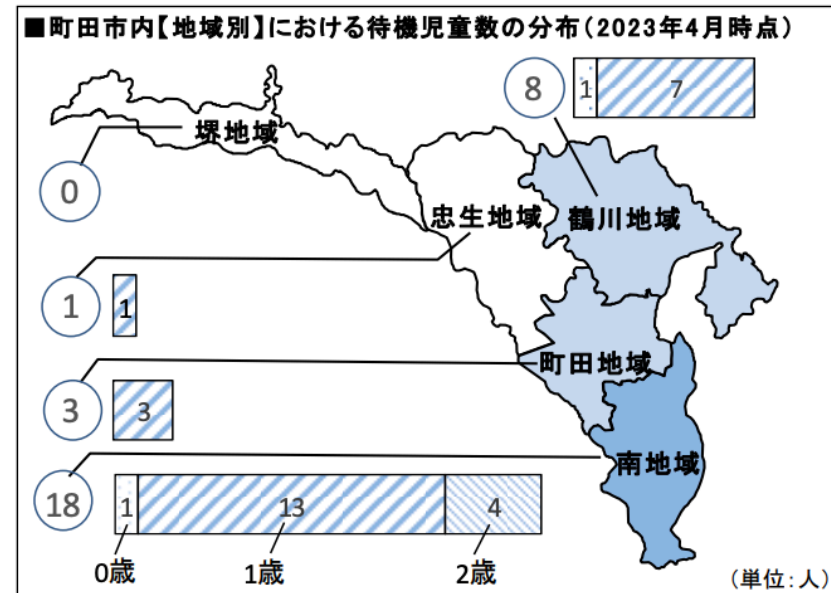 ■町田市内【地域別】における待機児童数の分布(2023年4月時点)
8
1
7
堺地域
0
忠生地域
鶴川地域
1
1
町田地域
3
3
南地域
18
1
13
4
0歳
1歳
2歳
(単位:人)